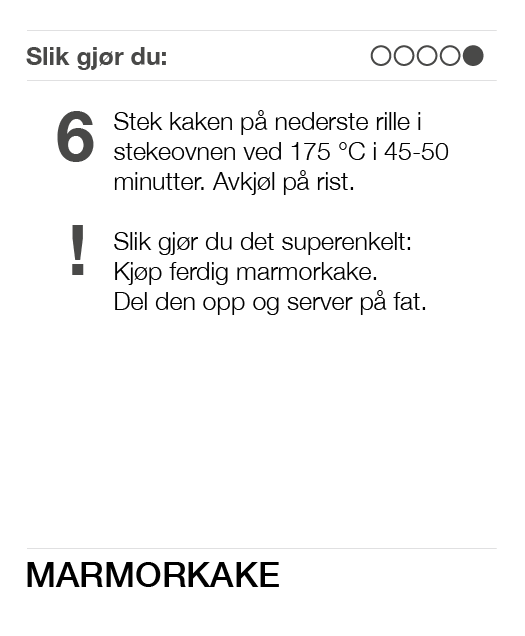 Slik gjør du:
6 Stek kaken på nederste rille i
stekeovnen ved 175 °C i 45-50
minutter. Avkjøl på rist.
! Slik gjør du det superenkelt:
Kjøp ferdig marmorkake.
Del den opp og server på fat.
MARMORKAKE